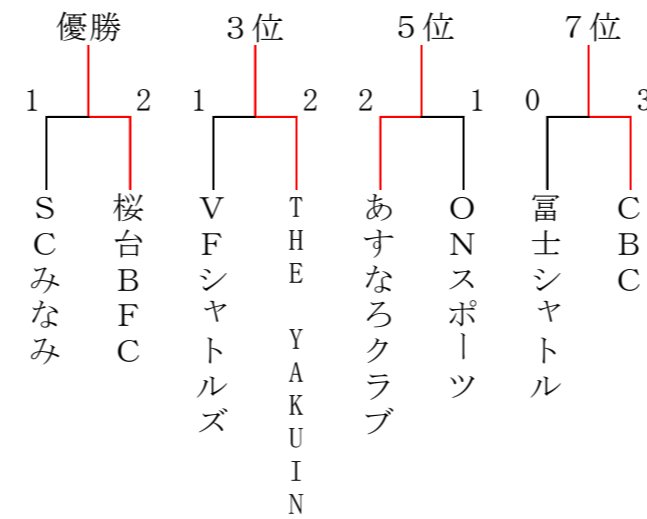 優勝
３位
５位
７位
1
2
1
2
2
1
0
3
ＳＣみなみ
桜台ＢＦＣ
ＶＦシャトルズ
THE YAKUIN
あすなろクラブ
ＯＮスポーツ
冨士シャトル
ＣＢＣ